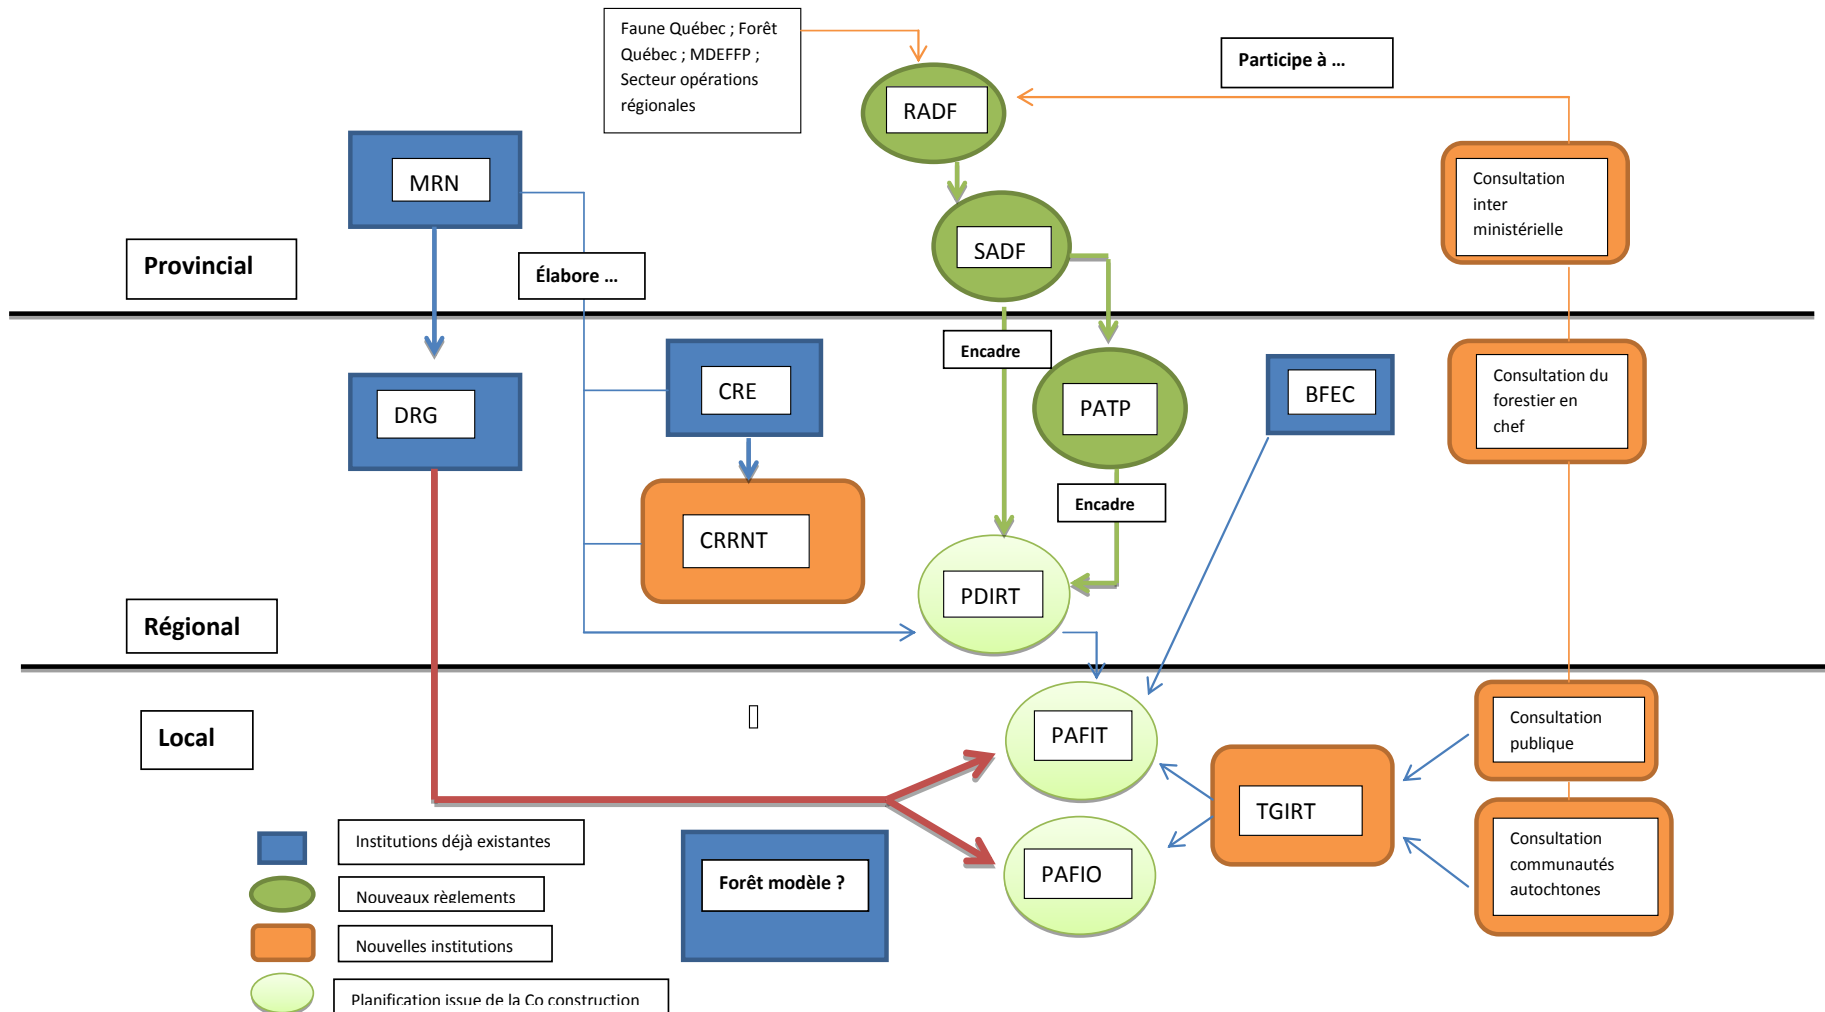 Faune Québec ; Forêt
Québec ; MDEFFP ;
Secteur opérations
régionales
RADF
Participe à ...
MRN
Consultation
inter
ministérielle
SADF
Provincial
Élabore ...
Encadre
CRE
PATP
BFEC
Consultation du
forestier en
chef
DRG
Encadre
CRRNT
PDIRT
Régional
Local
PAFIT
Consultation
publique
TGIRT
Institutions déjà existantes
Forêt modèle ?
PAFIO
Consultation
communautés
autochtones
Nouveaux règlements
Nouvelles institutions
Planification issue de la Co construction